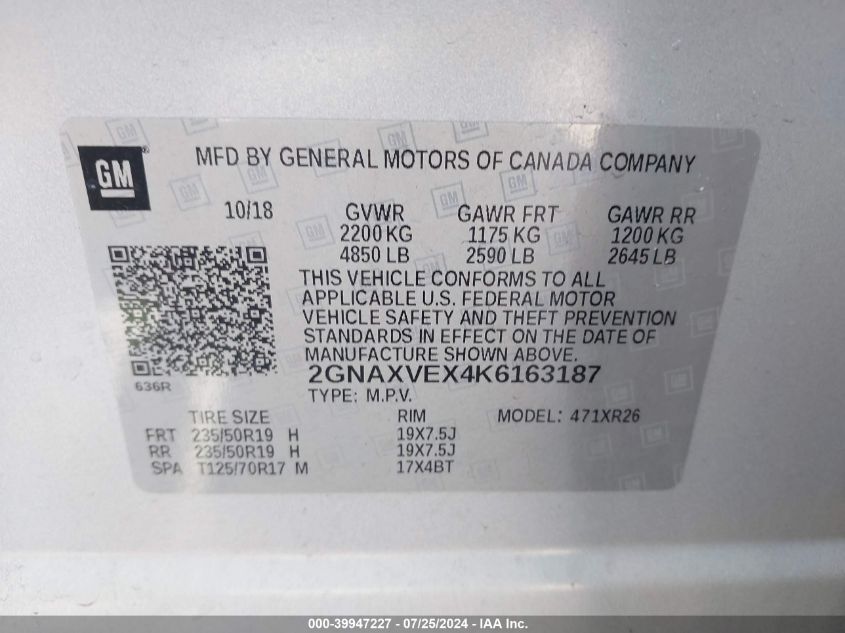 GM
MFD BY GENERAL MOTORS OF CANADA COMPANY
10/18 GVWR GAWR FRT GAWR RR
2200 KG 1175 KG 1200 KG
4850 LB 2590 LB 2645 LB
THIS VEHICLE CONFORMS TO ALL
APPLICABLE U.S. FEDERAL MOTOR
VEHICLE SAFETY AND THEFT PREVENTION
STANDARDS IN EFFECT ON THE DATE OF
MANUFACTURE SHOWN ABOVE.
2GNAXVEX4K6163187
636R
TYPE: M.P.V.
TIRE SIZE RIM MODEL: 471XR26
FRT 235/50R19 H 19X7.5J
RR 235/50R19 H 19X7.5J
SPA T125/70R17 M 17X4BT
000-39947227 - 07/25/2024 - IAA Inc.